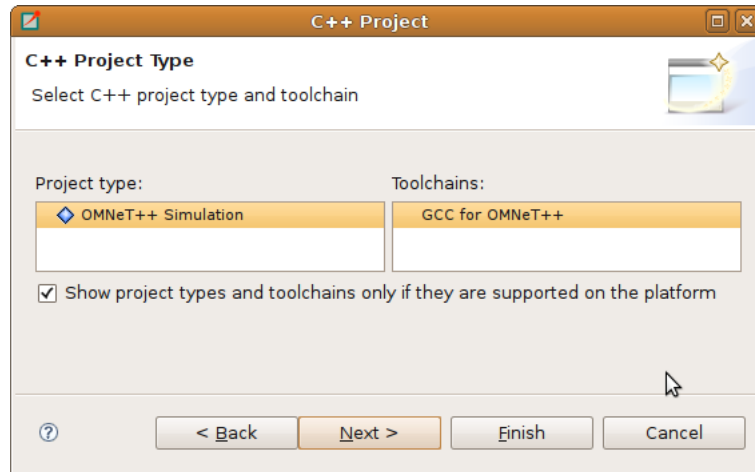 C++ Project
C++ Project Type
Select C++ project type and toolchain
Project type:
Toolchains:
OMNeT++ Simulation
GCC for OMNeT++
Show project types and toolchains only if they are supported on the platform
?
< Back
Next >
Finish
Cancel